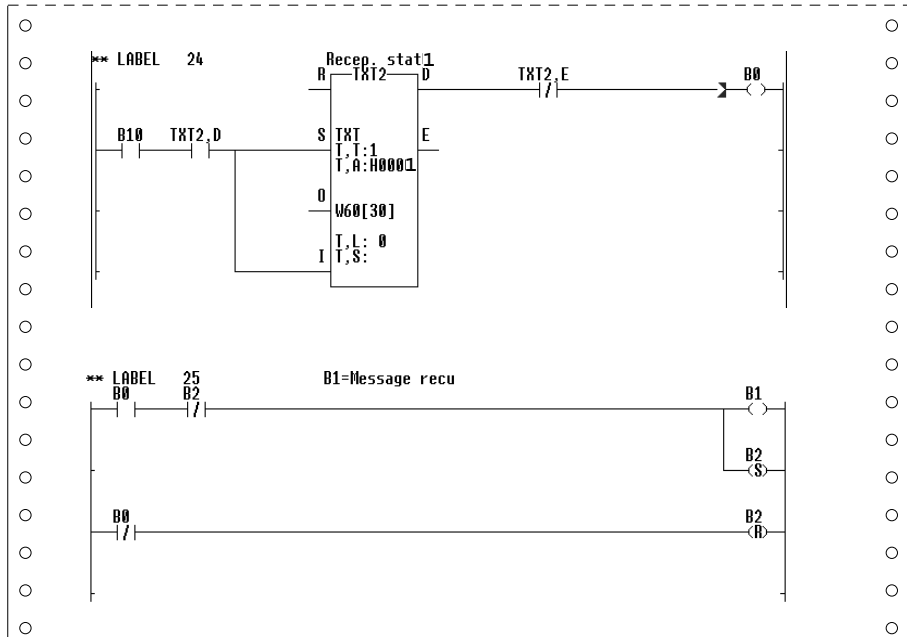 ** LABEL 24
Recep. stat1
R TXT2 D
TXT2,E
B0
B10 TXT2,D
S TXT E
T,T:1
T,A:H0001
O
W60[30]
T,L: 0
I T,S:
** LABEL 25 B1=Message recu
B0 B2 B1
B2
S
B0 B2
R